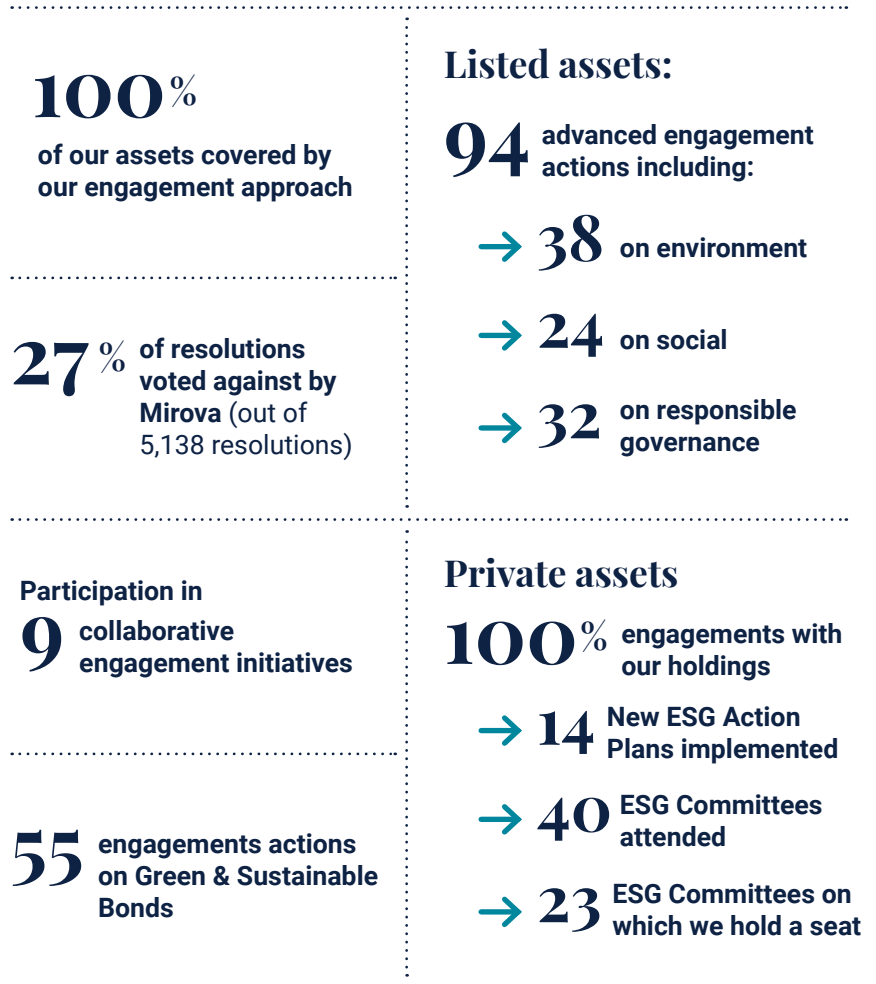 100%
of our assets covered by
our engagement approach
27% of resolutions
voted against by
Mirova (out of
5,138 resolutions)
Listed assets:
94 advanced engagement
actions including:
38 on environment
24 on social
32 on responsible
governance
Participation in
9 collaborative
engagement initiatives
55 engagements actions
on Green & Sustainable
Bonds
Private assets
100% engagements with
our holdings
14 New ESG Action
Plans implemented
40 ESG Committees
attended
23 ESG Committees on
which we hold a seat